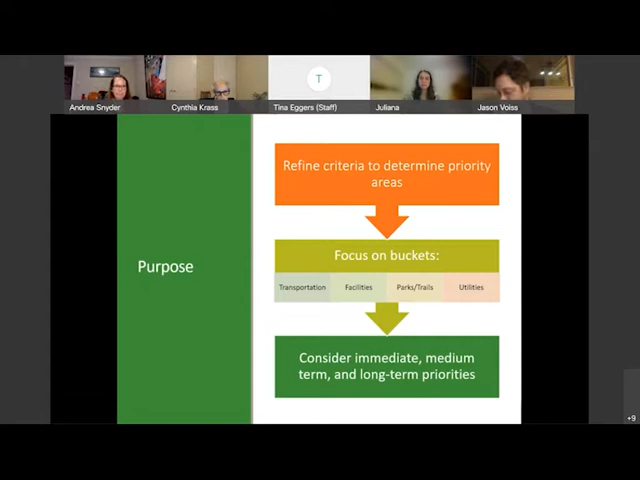 T
Andrea Snyder
Cynthia Krass
Tina Eggers (Staff)
Juliana
Jason Voiss
Purpose
Refine criteria to determine priority
areas
Focus on buckets:
Transportation
Facilities
Parks/Trails
Utilities
Consider immediate, medium
term, and long-term priorities
+9